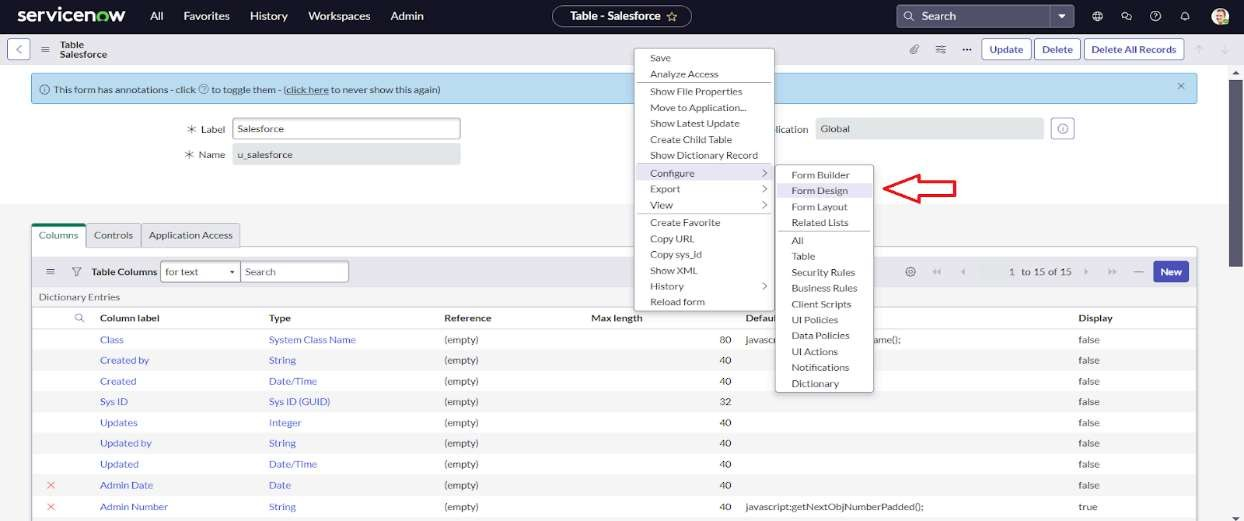 servicenow All Favorites History Workspaces Admin Table - Salesforce Search
Table
Salesforce
Update Delete Delete All Records
This form has annotations - click ? to toggle them - (click here to never show this again)
Label Salesforce
Name u_salesforce
lication Global
Save
Analyze Access
Show File Properties
Move to Application...
Show Latest Update
Create Child Table
Show Dictionary Record
Configure
Export
View
Create Favorite
Copy URL
Copy sys_id
Show XML
History
Reload form
Form Builder
Form Design
Form Layout
Related Lists
All
Table
Security Rules
Business Rules
Client Scripts
UI Policies
Data Policies
UI Actions
Notifications
Dictionary
Columns Controls Application Access
Table Columns for text Search 1 to 15 of 15 New
Dictionary Entries
Column label Type Reference Max length Defau Display
Class System Class Name (empty) 80 javascr ame(); false
Created by String (empty) 40 false
Created Date/Time (empty) 40 false
Sys ID Sys ID (GUID) (empty) 32 false
Updates Integer (empty) 40 false
Updated by String (empty) 40 false
Updated Date/Time (empty) 40 false
Admin Date Date (empty) 40 false
Admin Number String (empty) 40 javascript:getNextObjNumberPadded(); true